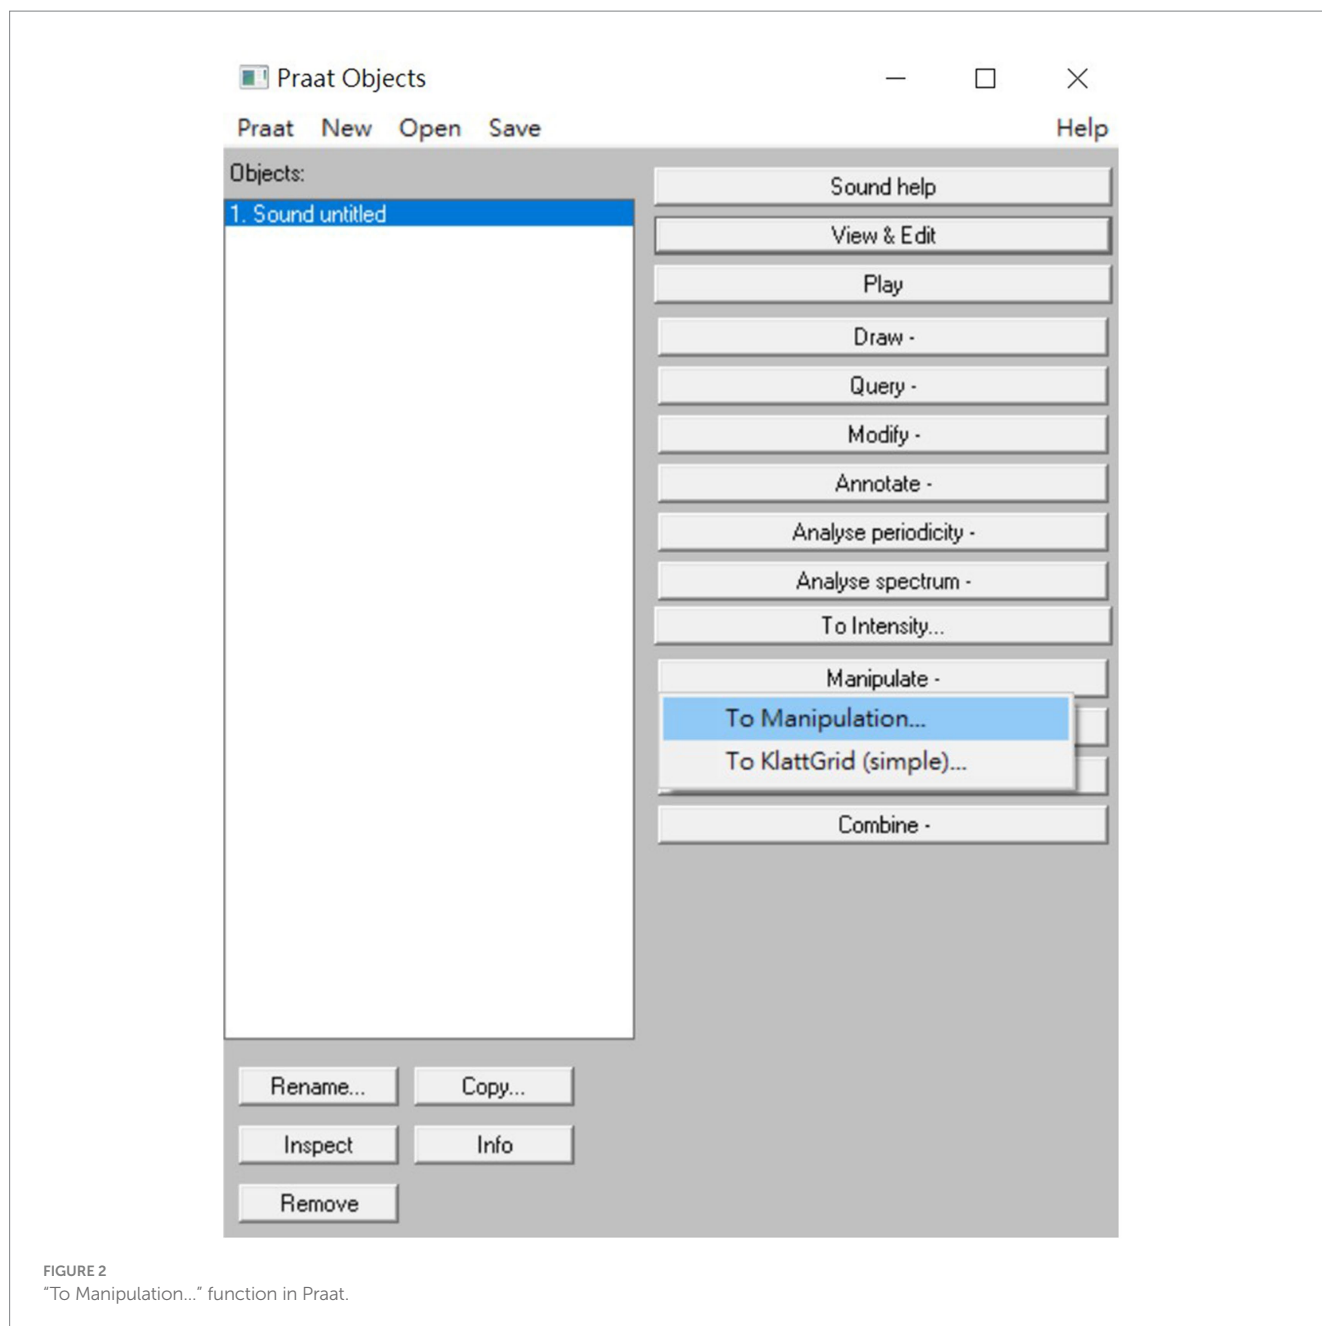 Praat Objects
Praat New Open Save Help
Objects:
1. Sound untitled
Sound help
View & Edit
Play
Draw -
Query -
Modify -
Annotate -
Analyse periodicity -
Analyse spectrum -
To Intensity...
Manipulate -
To Manipulation...
To KlattGrid (simple)...
Combine -
Rename... Copy...
Inspect Info
Remove
FIGURE 2
“To Manipulation...” function in Praat.